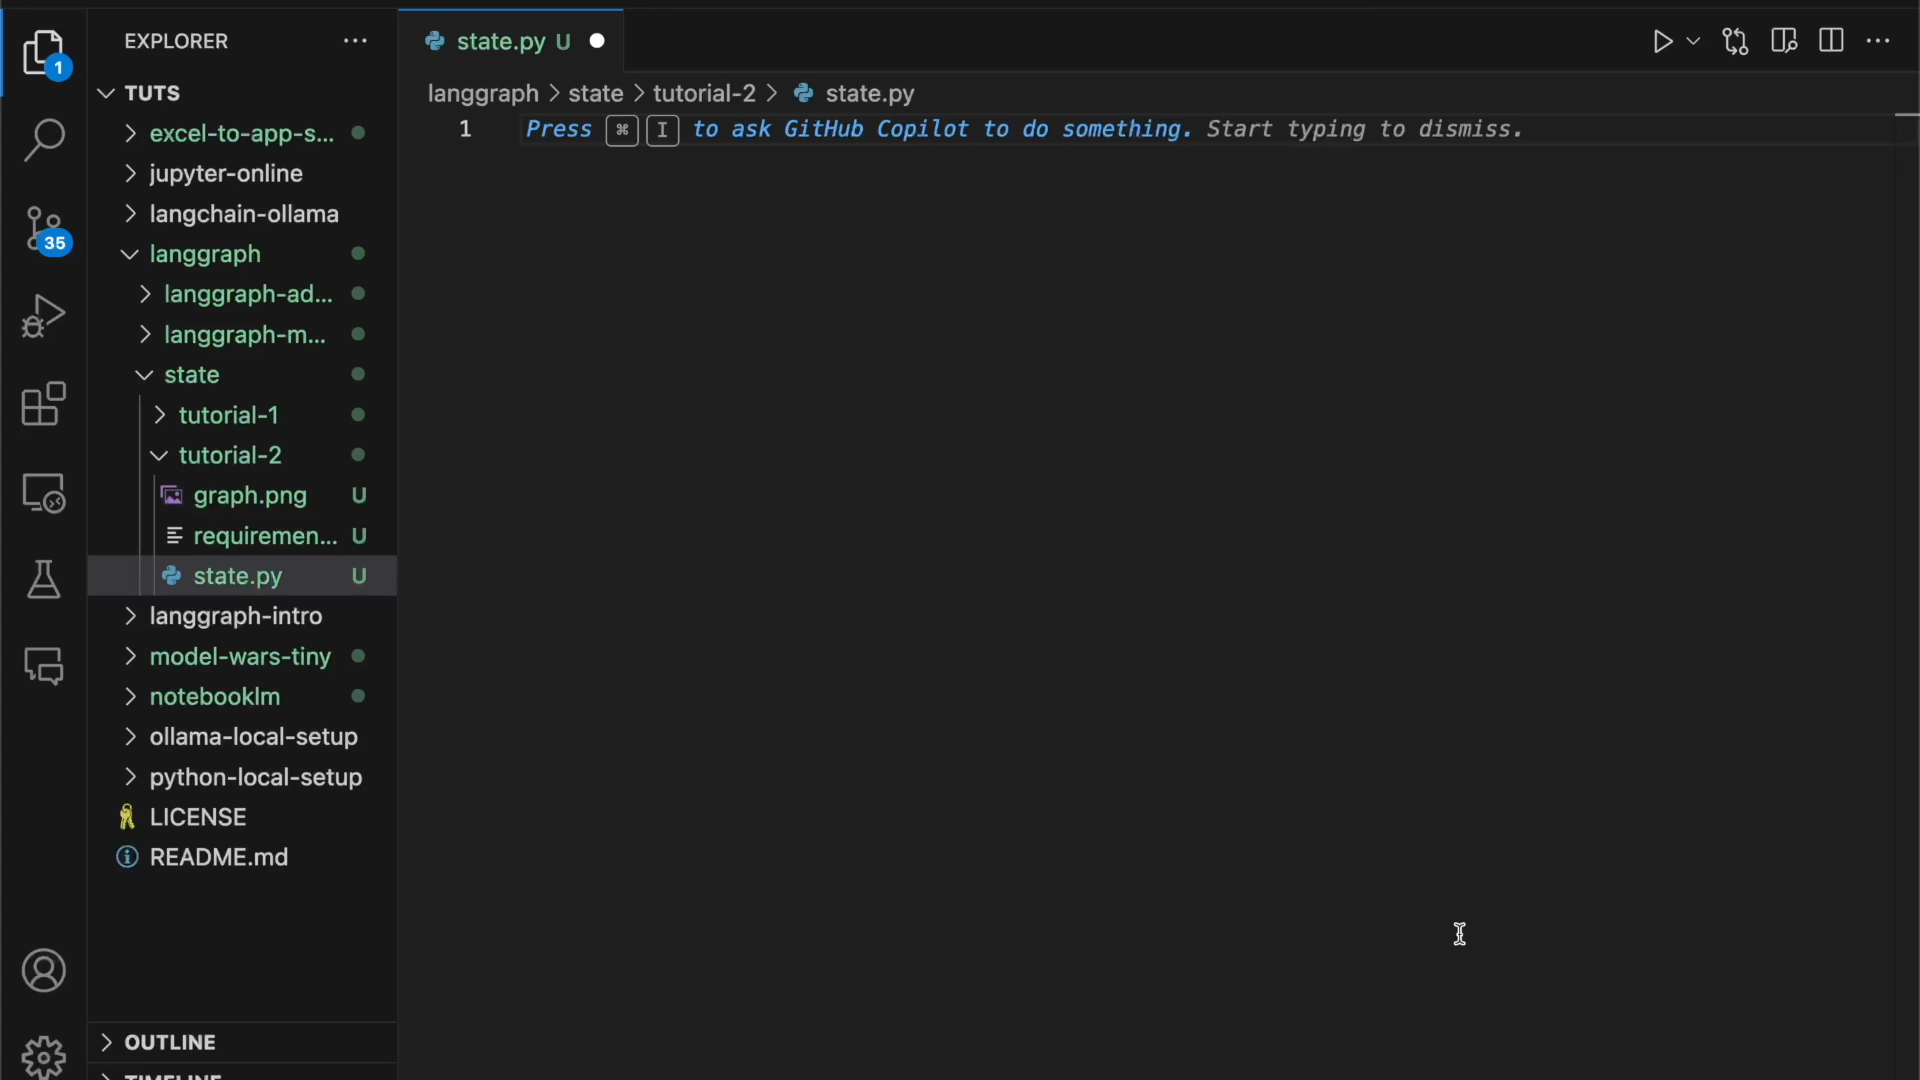 EXPLORER
1
35
TUTS
excel-to-app-s...
jupyter-online
langchain-ollama
langgraph
langgraph-ad...
langgraph-m...
state
tutorial-1
tutorial-2
graph.png U
requiremen... U
state.py U
langgraph-intro
model-wars-tiny
notebooklm
ollama-local-setup
python-local-setup
LICENSE
README.md
OUTLINE
TIMELINE
state.py U
langgraph > state > tutorial-2 > state.py
1 Press ⌘ I to ask GitHub Copilot to do something. Start typing to dismiss.